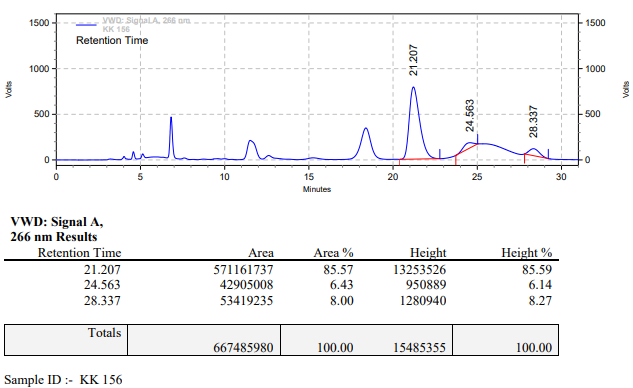 VWD: Signal A, 266 nm
KK 156
Retention Time
1500 1500
1000 1000
500 500
0 0
Volts
Volts
21.207
24.563
28.337
0 5 10 15 20 25 30
Minutes
VWD: Signal A,
266 nm Results
Retention Time Area Area % Height Height %
21.207 571161737 85.57 13253526 85.59
24.563 42905008 6.43 950889 6.14
28.337 53419235 8.00 1280940 8.27
Totals
667485980 100.00 15485355 100.00
Sample ID :- KK 156